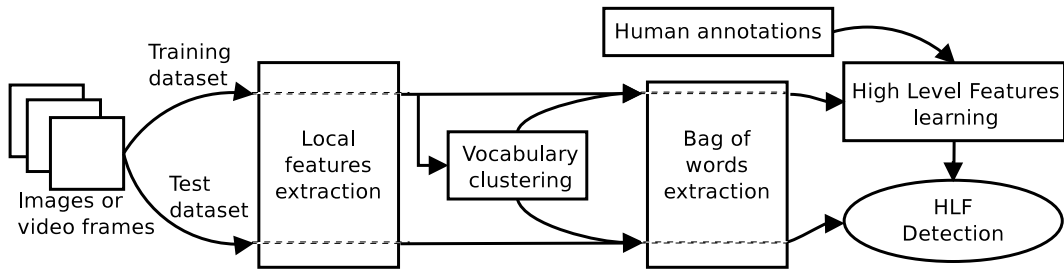 Training
dataset
Test
dataset
Images or
video frames
Local
features
extraction
Vocabulary
clustering
Bag of
words
extraction
Human annotations
High Level Features
learning
HLF
Detection